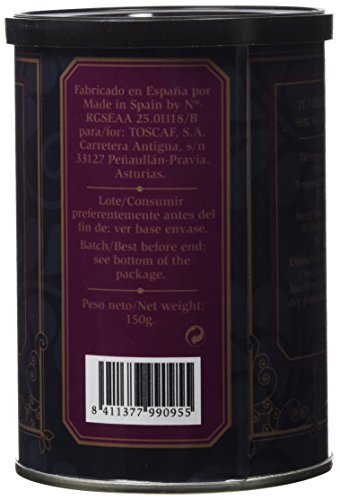 Fabricado en España por
Made in Spain by Nº.
RGSEAA 25.01118/B
para/for: TOSCAF, S.A.
Carretera Antigua, s/n
33127 Peñaullán-Pravia.
Asturias.
Lote/Consumir
preferentemente antes del
fin de: ver base envase.
Batch/Best before end:
see bottom of the
package.
Peso neto/Net weight:
150g.
8 411377 990955